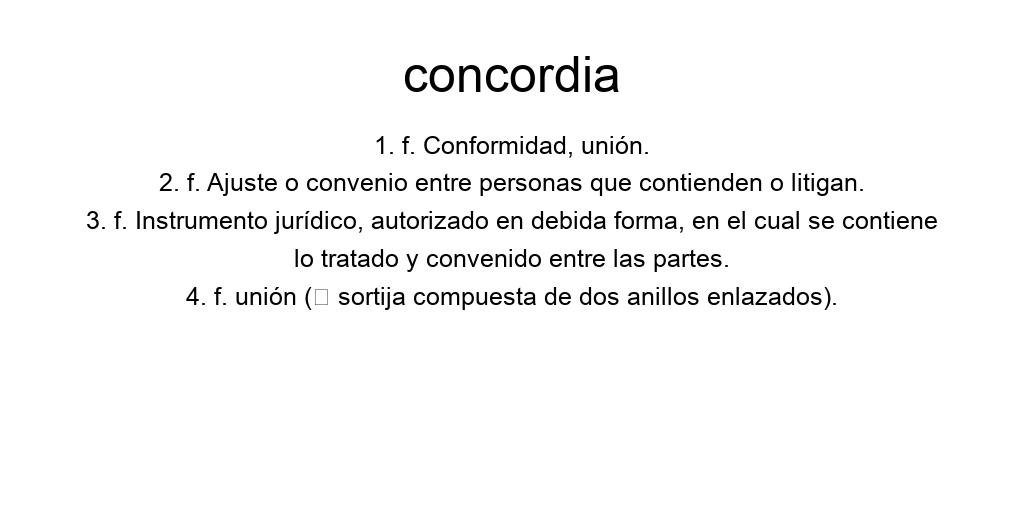 concordia
1. f. Conformidad, unión.
2. f. Ajuste o convenio entre personas que contienden o litigan.
3. f. Instrumento jurídico, autorizado en debida forma, en el cual se contiene
lo tratado y convenido entre las partes.
4. f. unión (▯ sortija compuesta de dos anillos enlazados).